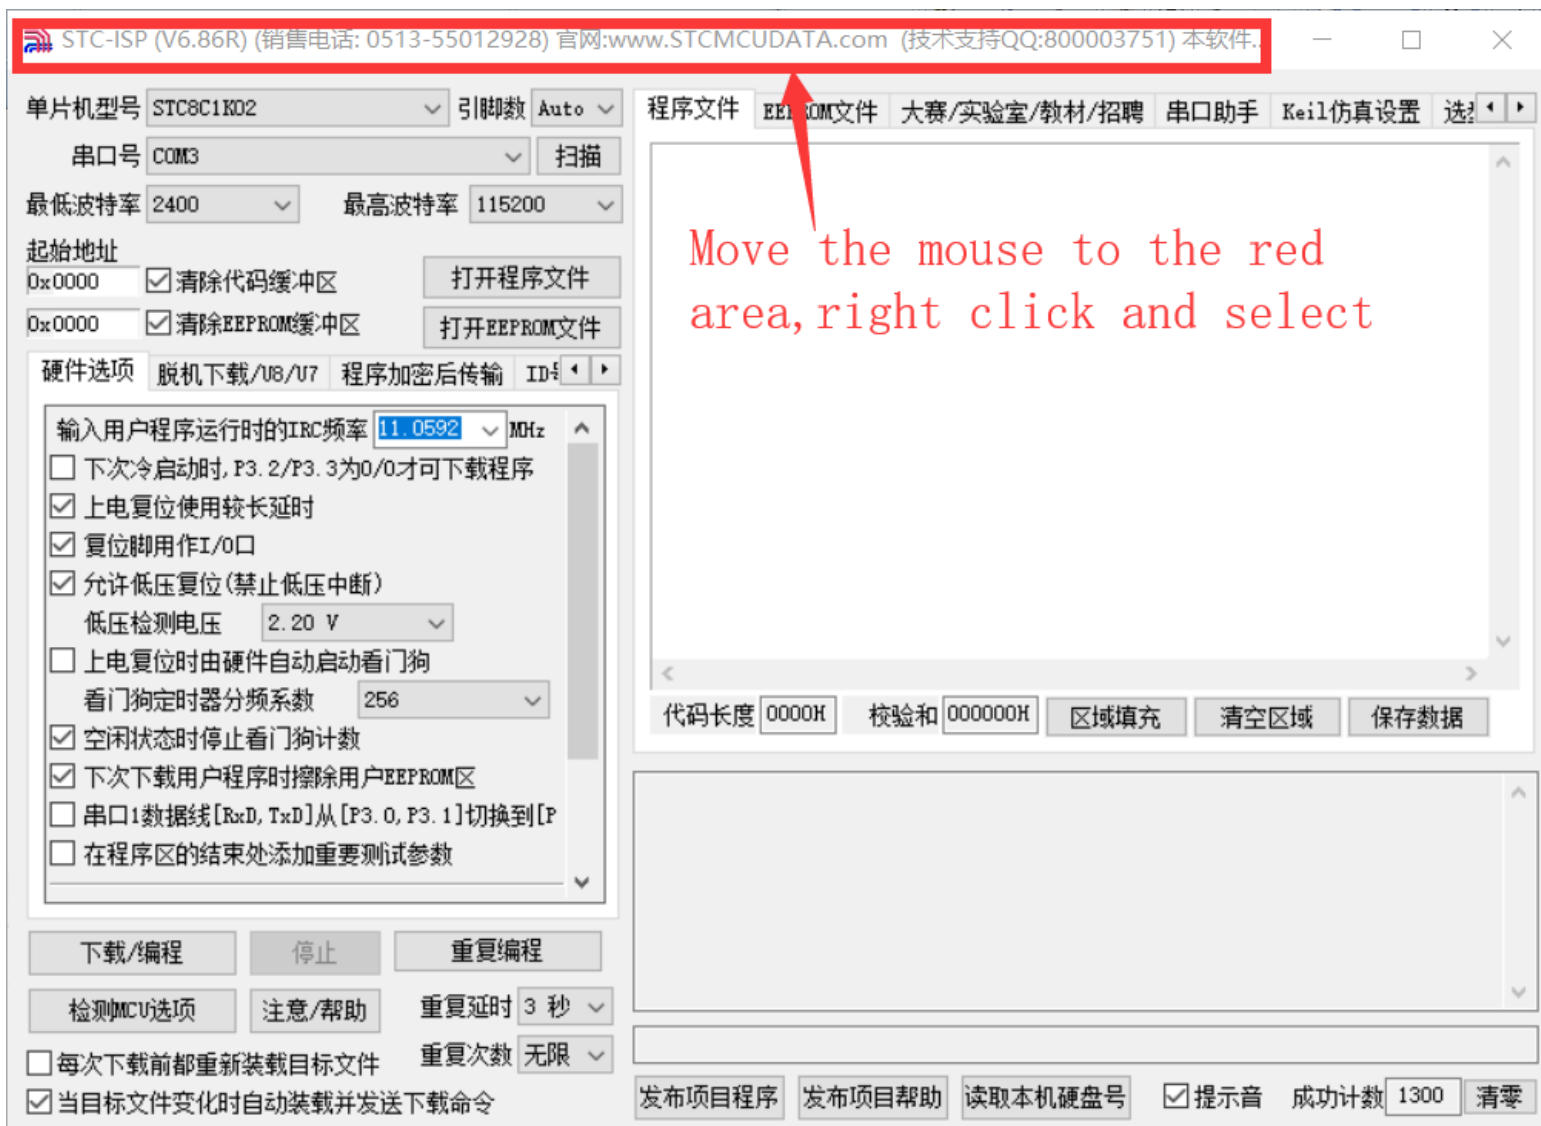 STC-ISP (V6.86R) (销售电话: 0513-55012928) 官网:www.STCMCUDATA.com (技术支持QQ:800003751) 本软件...
单片机型号 STC8C1K02 引脚数 Auto
串口号 COM3 扫描
最低波特率 2400 最高波特率 115200
起始地址
0x0000 清除代码缓冲区 打开程序文件
0x0000 清除EEPROM缓冲区 打开EEPROM文件
硬件选项 脱机下载/U8/U7 程序加密后传输 ID
输入用户程序运行时的IRC频率 11.0592 MHz
下次冷启动时,P3.2/P3.3为0/0才可下载程序
上电复位使用较长延时
复位脚用作I/O口
允许低压复位(禁止低压中断)
低压检测电压 2.20 V
上电复位时由硬件自动启动看门狗
看门狗定时器分频系数 256
空闲状态时停止看门狗计数
下次下载用户程序时擦除用户EEPROM区
串口1数据线[RxD,TxD]从[P3.0,P3.1]切换到[P
在程序区的结束处添加重要测试参数
下载/编程 停止 重复编程
检测MCU选项 注意/帮助 重复延时 3 秒
每次下载前都重新装载目标文件 重复次数 无限
当目标文件变化时自动装载并发送下载命令
程序文件 EEPROM文件 大赛/实验室/教材/招聘 串口助手 Keil仿真设置 选
Move the mouse to the red
area,right click and select
代码长度 0000H 校验和 000000H 区域填充 清空区域 保存数据
发布项目程序 发布项目帮助 读取本机硬盘号 提示音 成功计数 1300 清零